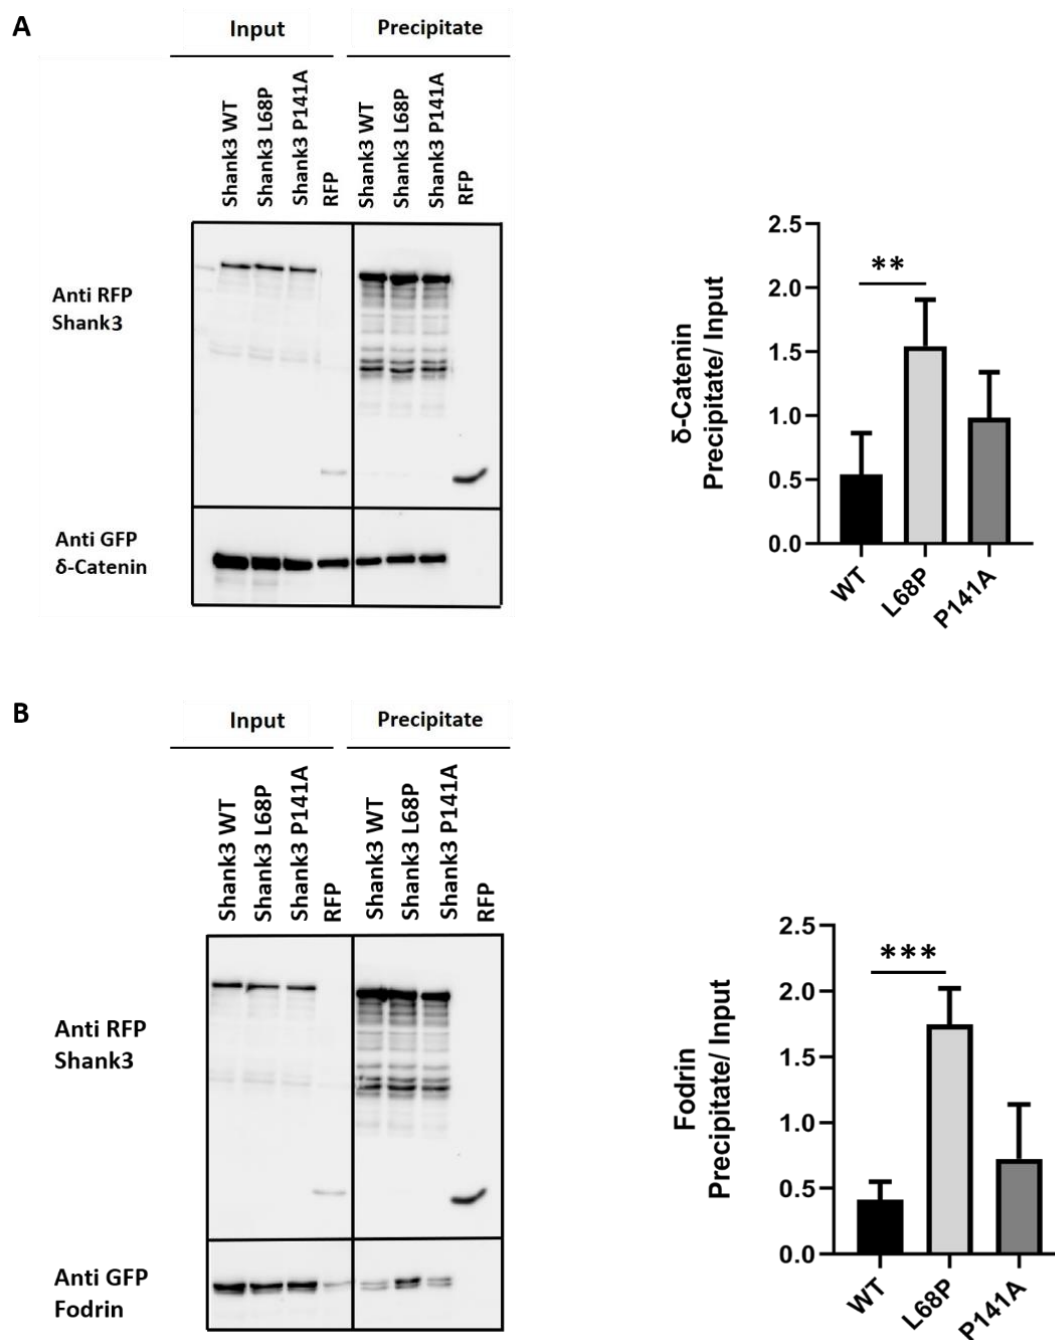 A
Input
Precipitate
Shank3 WT
Shank3 L68P
Shank3 P141A
RFP
Shank3 WT
Shank3 L68P
Shank3 P141A
RFP
Anti RFP
Shank3
Anti GFP
δ-Catenin
δ-Catenin
Precipitate/ Input
2.5
2.0
1.5
1.0
0.5
0.0
**
WT
L68P
P141A
B
Input
Precipitate
Shank3 WT
Shank3 L68P
Shank3 P141A
RFP
Shank3 WT
Shank3 L68P
Shank3 P141A
RFP
Anti RFP
Shank3
Anti GFP
Fodrin
Fodrin
Precipitate/ Input
2.5
2.0
1.5
1.0
0.5
0.0
***
WT
L68P
P141A